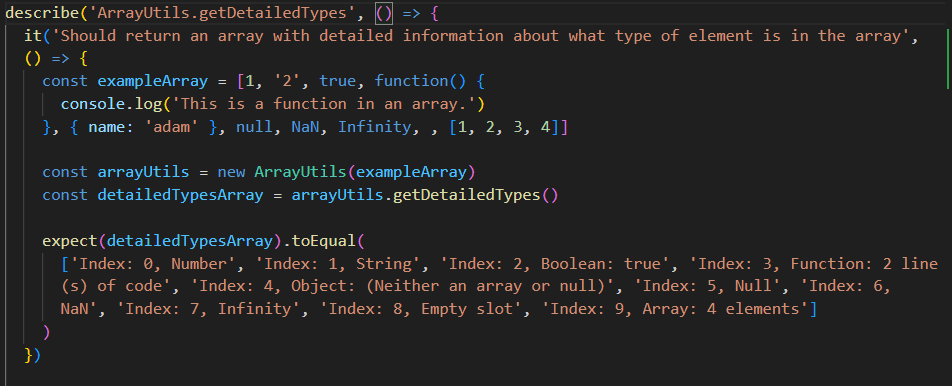 describe('ArrayUtils.getDetailedTypes', () => {
  it('Should return an array with detailed information about what type of element is in the array',
  () => {
    const exampleArray = [1, '2', true, function() {
      console.log('This is a function in an array.')
    }, { name: 'adam' }, null, NaN, Infinity, , [1, 2, 3, 4]]

    const arrayUtils = new ArrayUtils(exampleArray)
    const detailedTypesArray = arrayUtils.getDetailedTypes()

    expect(detailedTypesArray).toEqual(
      ['Index: 0, Number', 'Index: 1, String', 'Index: 2, Boolean: true', 'Index: 3, Function: 2 line
      (s) of code', 'Index: 4, Object: (Neither an array or null)', 'Index: 5, Null', 'Index: 6,
      NaN', 'Index: 7, Infinity', 'Index: 8, Empty slot', 'Index: 9, Array: 4 elements']
    )
  })